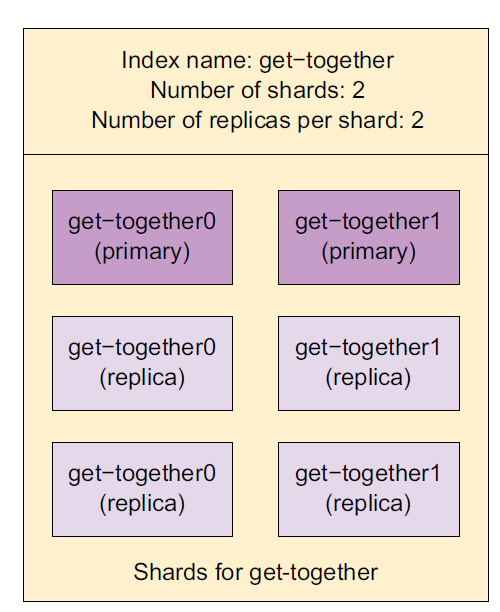 Index name: get−together
Number of shards: 2
Number of replicas per shard: 2
get−together0
(primary)
get−together1
(primary)
get−together0
(replica)
get−together1
(replica)
get−together0
(replica)
get−together1
(replica)
Shards for get-together